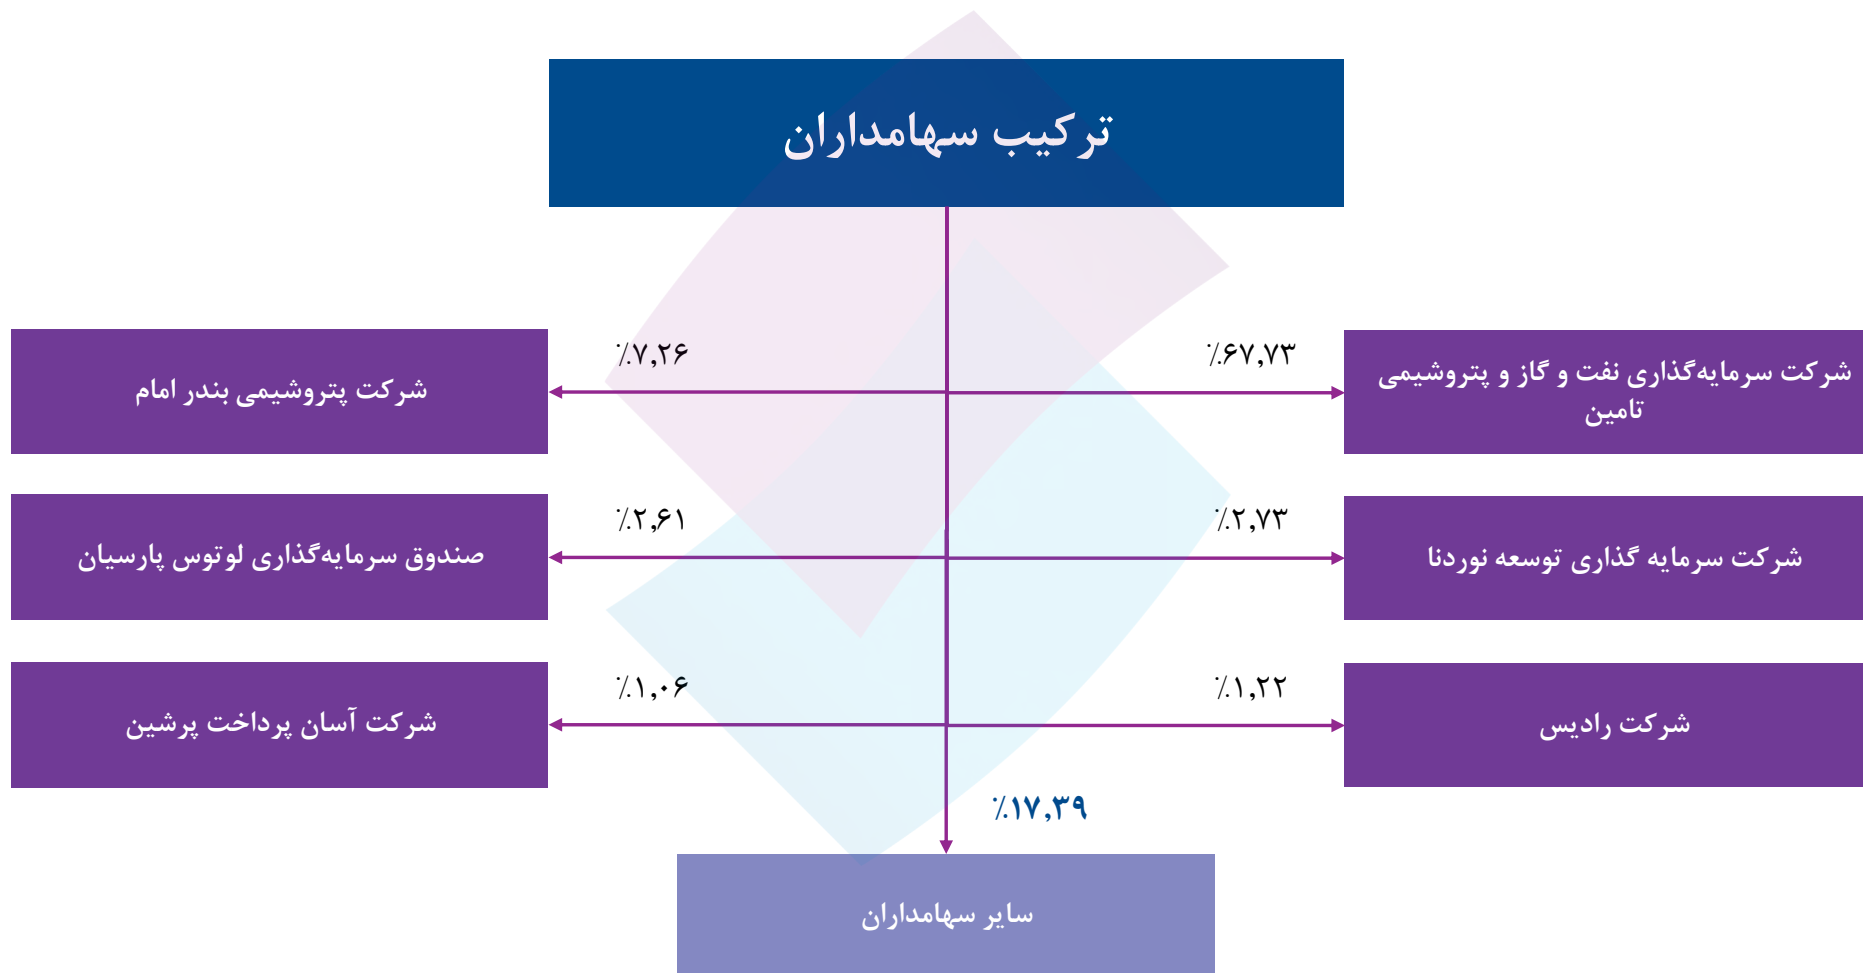 ترکیب سهامداران
٪۶۷,۷۳
شرکت سرمایه‌گذاری نفت و گاز و پتروشیمی
تامین
٪۷,۲۶
شرکت پتروشیمی بندر امام
٪۲,۷۳
شرکت سرمایه گذاری توسعه نوردنا
٪۲,۶۱
صندوق سرمایه‌گذاری لوتوس پارسیان
٪۱,۲۲
شرکت رادیس
٪۱,۰۶
شرکت آسان پرداخت پرشین
٪۱۷,۳۹
سایر سهامداران